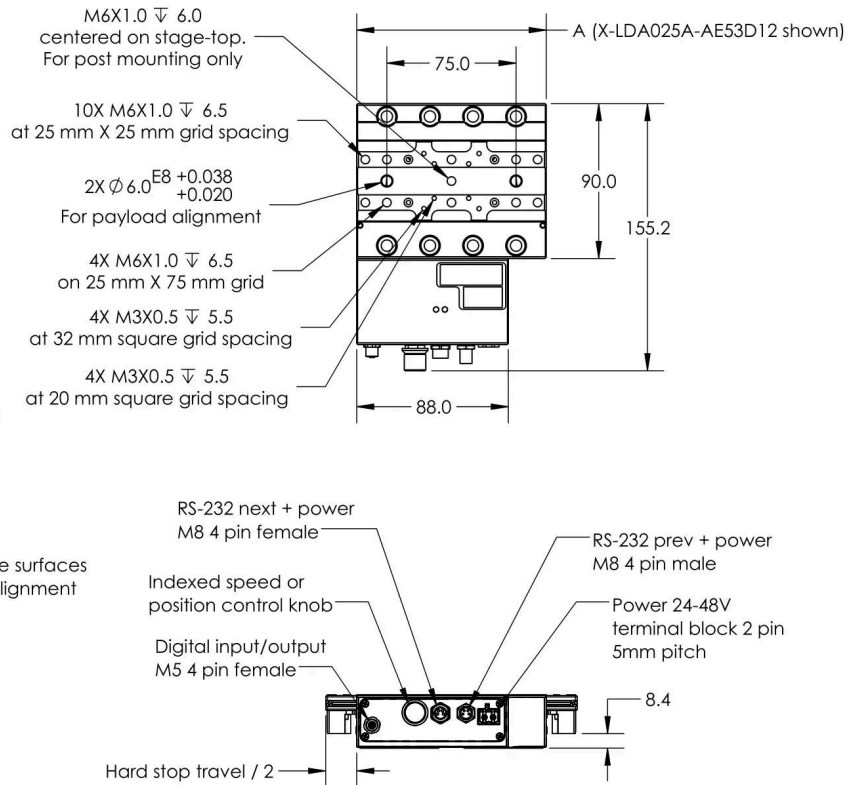 M6X1.0 ↧ 6.0
centered on stage-top.
For post mounting only
A (X-LDA025A-AE53D12 shown)
75.0
10X M6X1.0 ↧ 6.5
at 25 mm X 25 mm grid spacing
2X ⌀ 6.0 E8 +0.038
+0.020
For payload alignment
90.0
155.2
4X M6X1.0 ↧ 6.5
on 25 mm X 75 mm grid
4X M3X0.5 ↧ 5.5
at 32 mm square grid spacing
4X M3X0.5 ↧ 5.5
at 20 mm square grid spacing
88.0
RS-232 next + power
M8 4 pin female
RS-232 prev + power
M8 4 pin male
surfaces
Indexed speed or
position control knob
Power 24-48V
terminal block 2 pin
5mm pitch
Digital input/output
M5 4 pin female
8.4
Hard stop travel / 2